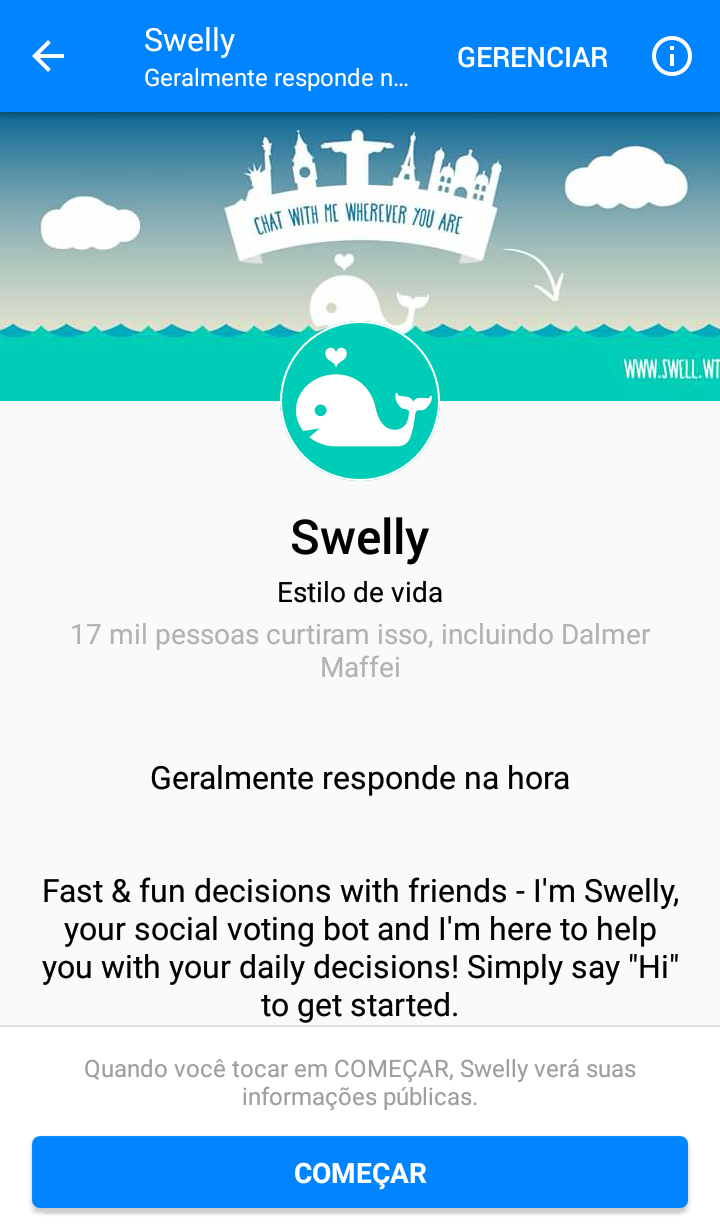 Swelly
Geralmente responde n...
GERENCIAR
CHAT WITH ME WHEREVER YOU ARE
WWW.SWELL.WT
Swelly
Estilo de vida
17 mil pessoas curtiram isso, incluindo Dalmer
Maffei
Geralmente responde na hora
Fast & fun decisions with friends - I'm Swelly,
your social voting bot and I'm here to help
you with your daily decisions! Simply say "Hi"
to get started.
Quando você tocar em COMEÇAR, Swelly verá suas
informações públicas.
COMEÇAR